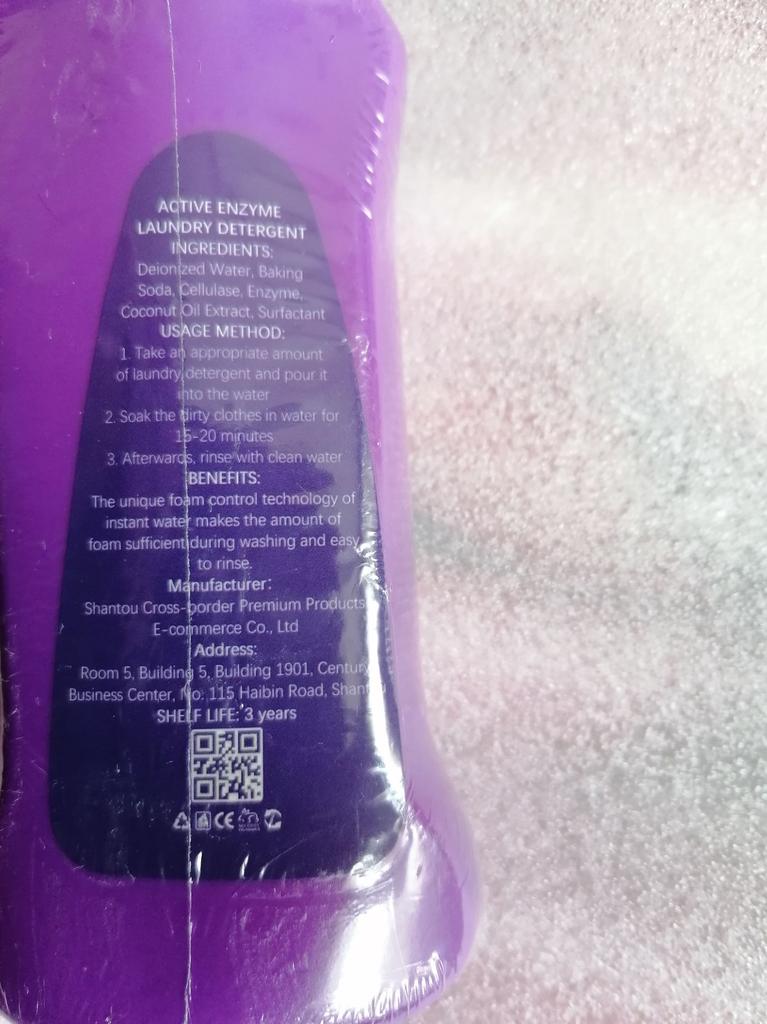 ACTIVE ENZYME
LAUNDRY DETERGENT
INGREDIENTS:
Deionized Water, Baking
Soda, Cellulase, Enzyme,
Coconut Oil Extract, Surfactant
USAGE METHOD:
1. Take an appropriate amount
of laundry detergent and pour it
into the water
2. Soak the dirty clothes in water for
15-20 minutes
3. Afterwards, rinse with clean water
BENEFITS:
The unique foam control technology of
instant water makes the amount of
foam sufficient during washing and easy
to rinse.
Manufacturer:
Shantou Cross-border Premium Products
E-commerce Co., Ltd
Address:
Room 5, Building 5, Building 1901, Century
Business Center, No. 115 Haibin Road, Shantou
SHELF LIFE: 3 years
CE